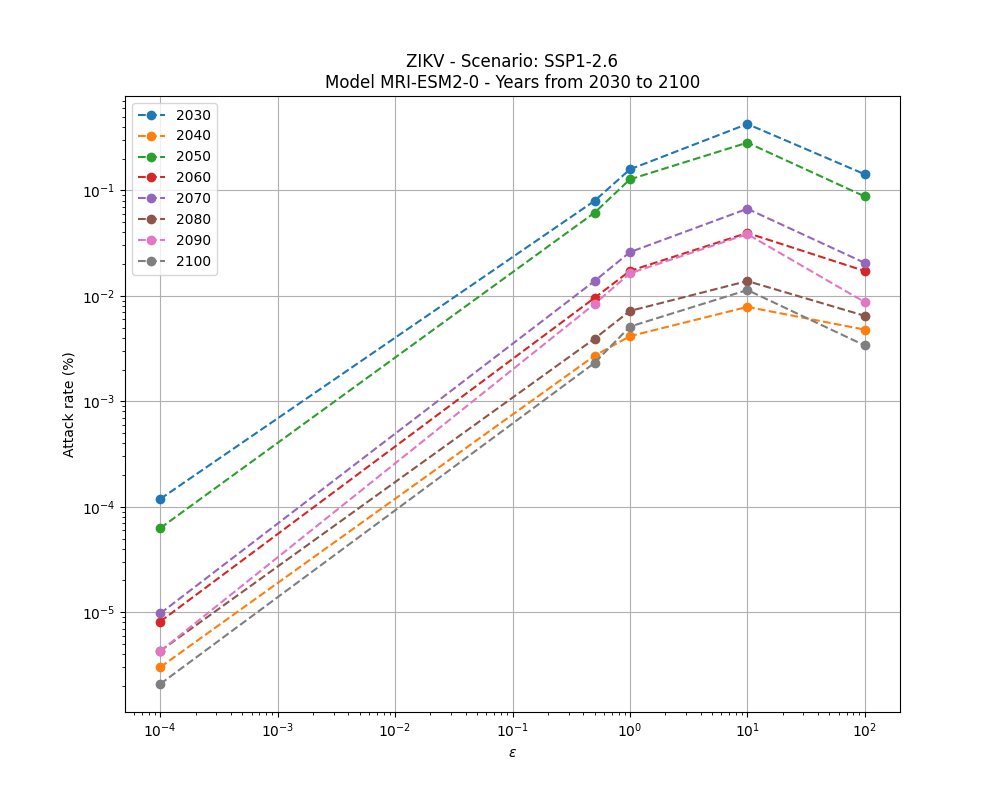 ZIKV - Scenario: SSP1-2.6
Model MRI-ESM2-0 - Years from 2030 to 2100
2030
2040
2050
2060
2070
2080
2090
2100
Attack rate (%)
10⁻¹
10⁻²
10⁻³
10⁻⁴
10⁻⁵
10⁻⁴ 10⁻³ 10⁻² 10⁻¹ 10⁰ 10¹ 10²
ε